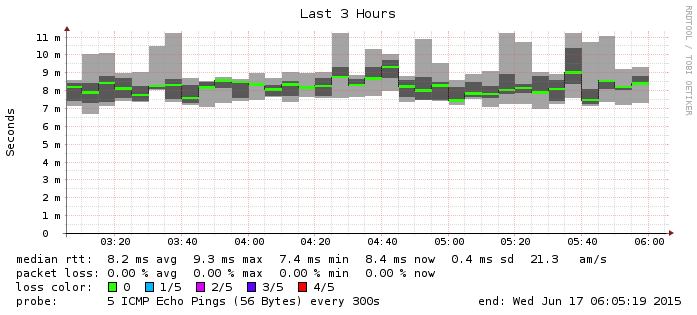 Last 3 Hours
RRDTOOL / TOBI OETIKER
Seconds
11 m
10 m
9 m
8 m
7 m
6 m
5 m
4 m
3 m
2 m
1 m
0
03:20 03:40 04:00 04:20 04:40 05:00 05:20 05:40 06:00
median rtt: 8.2 ms avg 9.3 ms max 7.4 ms min 8.4 ms now 0.4 ms sd 21.3 am/s
packet loss: 0.00 % avg 0.00 % max 0.00 % min 0.00 % now
loss color: 0 1/5 2/5 3/5 4/5
probe: 5 ICMP Echo Pings (56 Bytes) every 300s end: Wed Jun 17 06:05:19 2015